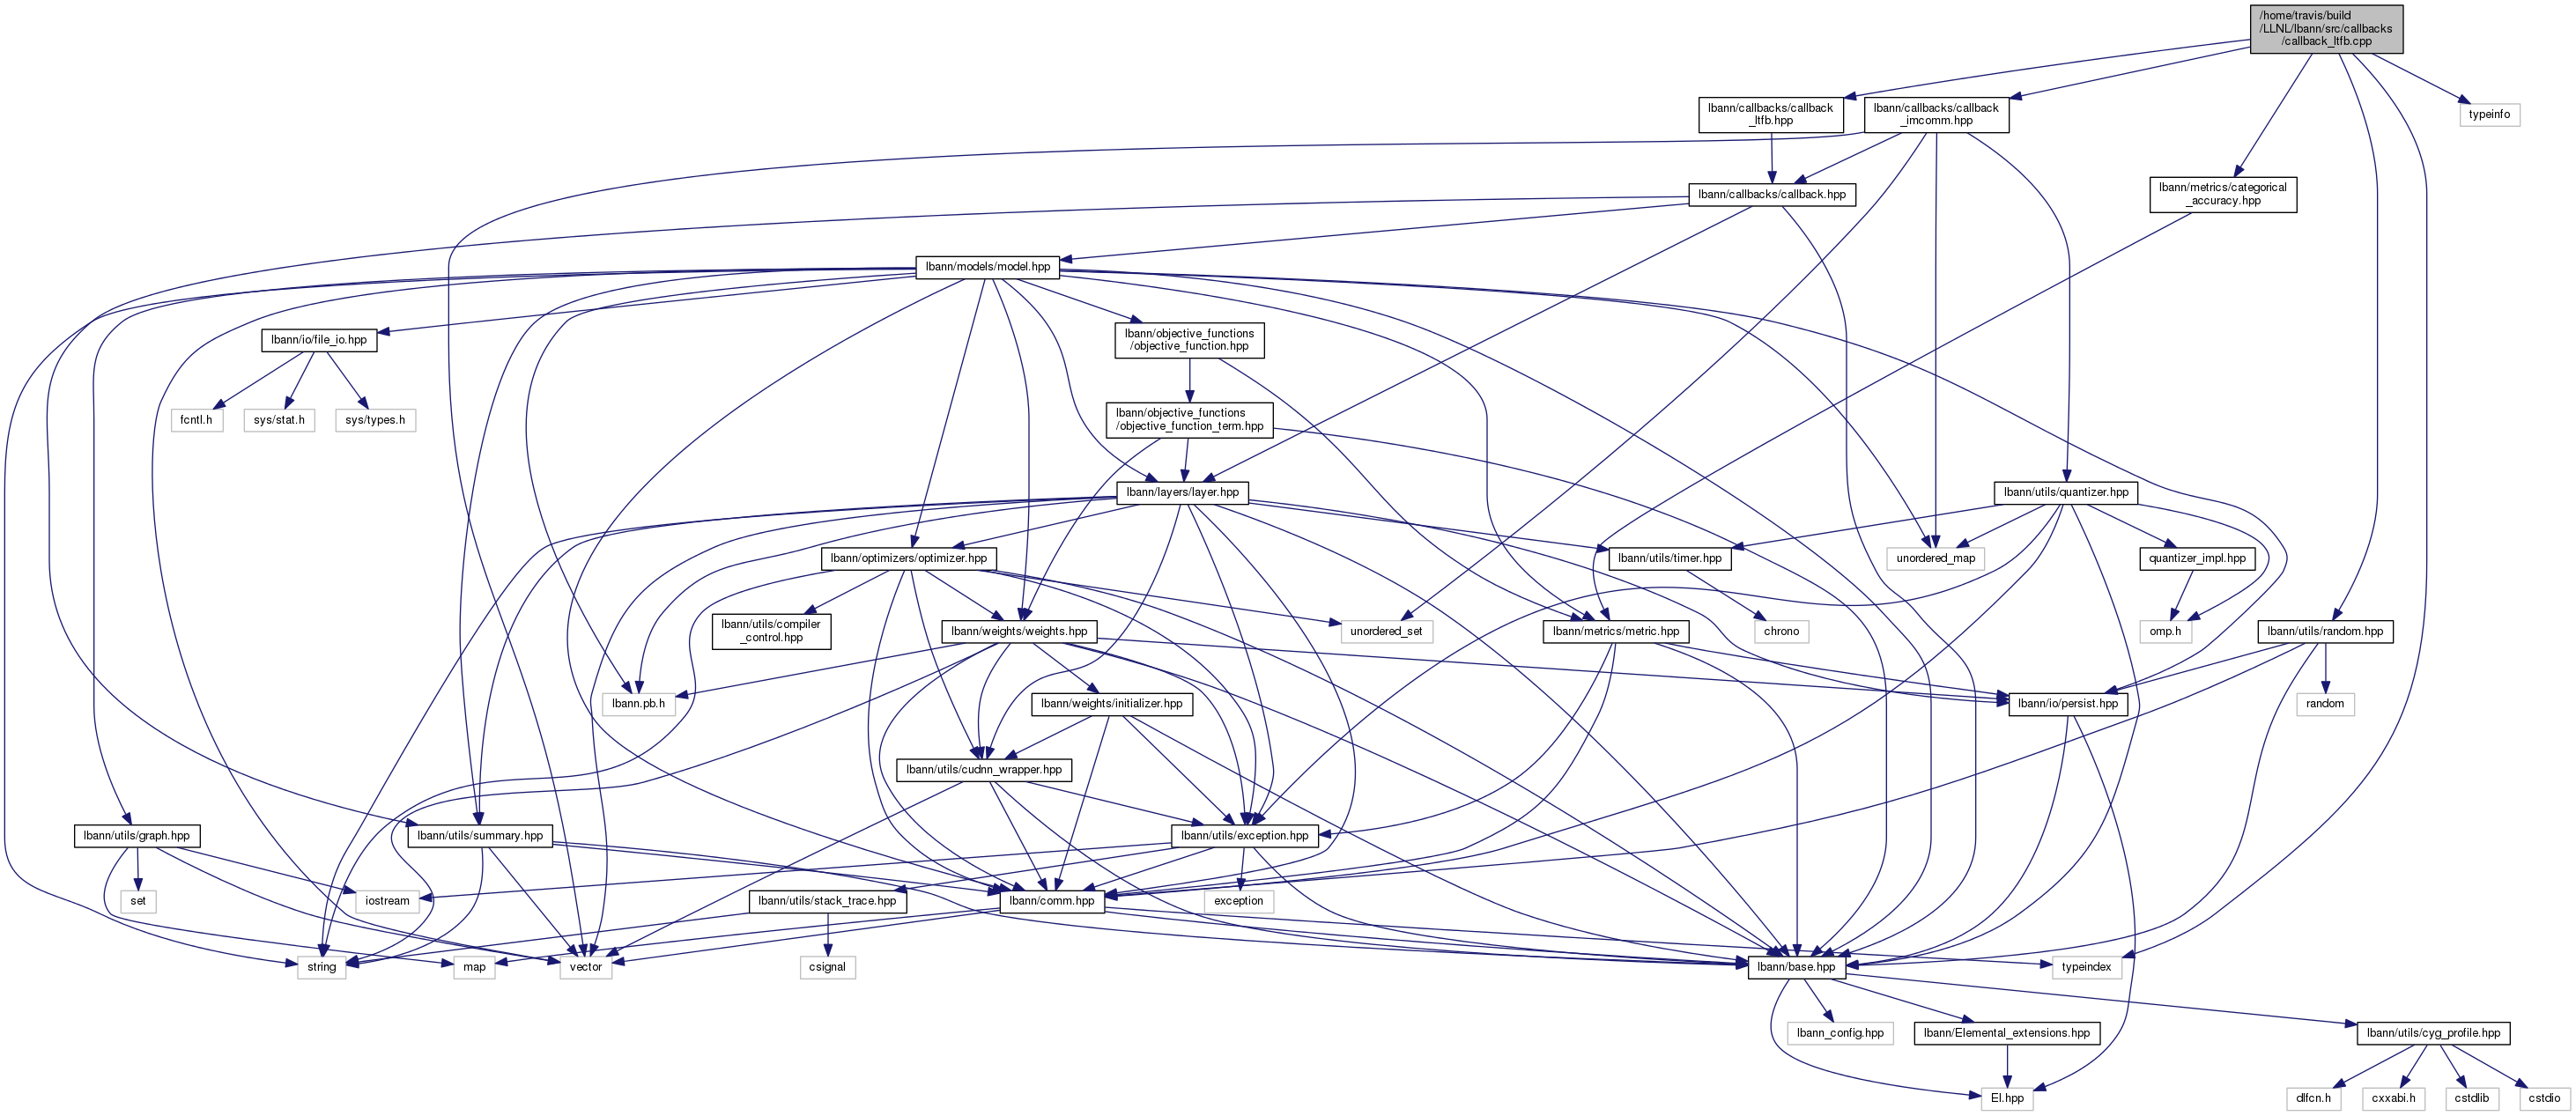 /home/travis/build
/LLNL/lbann/src/callbacks
/callback_ltfb.cpp
lbann/callbacks/callback
_ltfb.hpp
lbann/callbacks/callback
_imcomm.hpp
typeinfo
lbann/callbacks/callback.hpp
lbann/metrics/categorical
_accuracy.hpp
lbann/models/model.hpp
lbann/io/file_io.hpp
lbann/objective_functions
/objective_function.hpp
fcntl.h
sys/stat.h
sys/types.h
lbann/objective_functions
/objective_function_term.hpp
lbann/layers/layer.hpp
lbann/utils/quantizer.hpp
lbann/optimizers/optimizer.hpp
lbann/utils/timer.hpp
unordered_map
quantizer_impl.hpp
lbann/utils/compiler
_control.hpp
lbann/weights/weights.hpp
unordered_set
lbann/metrics/metric.hpp
chrono
omp.h
lbann/utils/random.hpp
lbann.pb.h
lbann/weights/initializer.hpp
lbann/io/persist.hpp
random
lbann/utils/cudnn_wrapper.hpp
lbann/utils/graph.hpp
lbann/utils/summary.hpp
lbann/utils/exception.hpp
set
iostream
lbann/utils/stack_trace.hpp
lbann/comm.hpp
exception
string
map
vector
csignal
lbann/base.hpp
typeindex
lbann_config.hpp
lbann/Elemental_extensions.hpp
lbann/utils/cyg_profile.hpp
El.hpp
dlfcn.h
cxxabi.h
cstdlib
cstdio